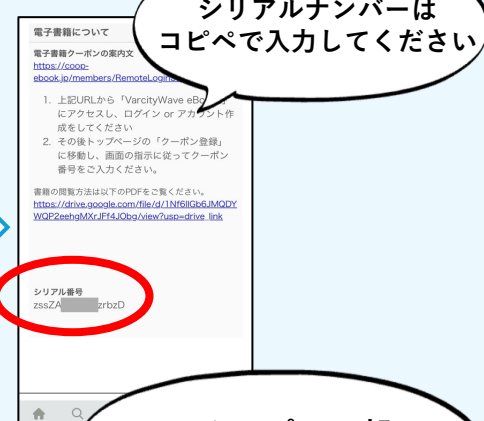 シリアルナンバーは
コピペで入力してください
電子書籍について
電子書籍クーポンの案内文
https://coop-
ebook.jp/members/RemoteLogin
1. 上記URLから「VarcityWave eBo
にアクセスし、ログイン or アカウント作
成をしてください
2. その後トップページの「クーポン登録」
に移動し、画面の指示に従ってクーポン
番号をご入力ください。
書籍の閲覧方法は以下のPDFをご覧ください。
https://drive.google.com/file/d/1Nf6IlGb6JMQDY
WQP2eehgMXrJFf4JObg/view?usp=drive_link
シリアル番号
zssZA zrbzD